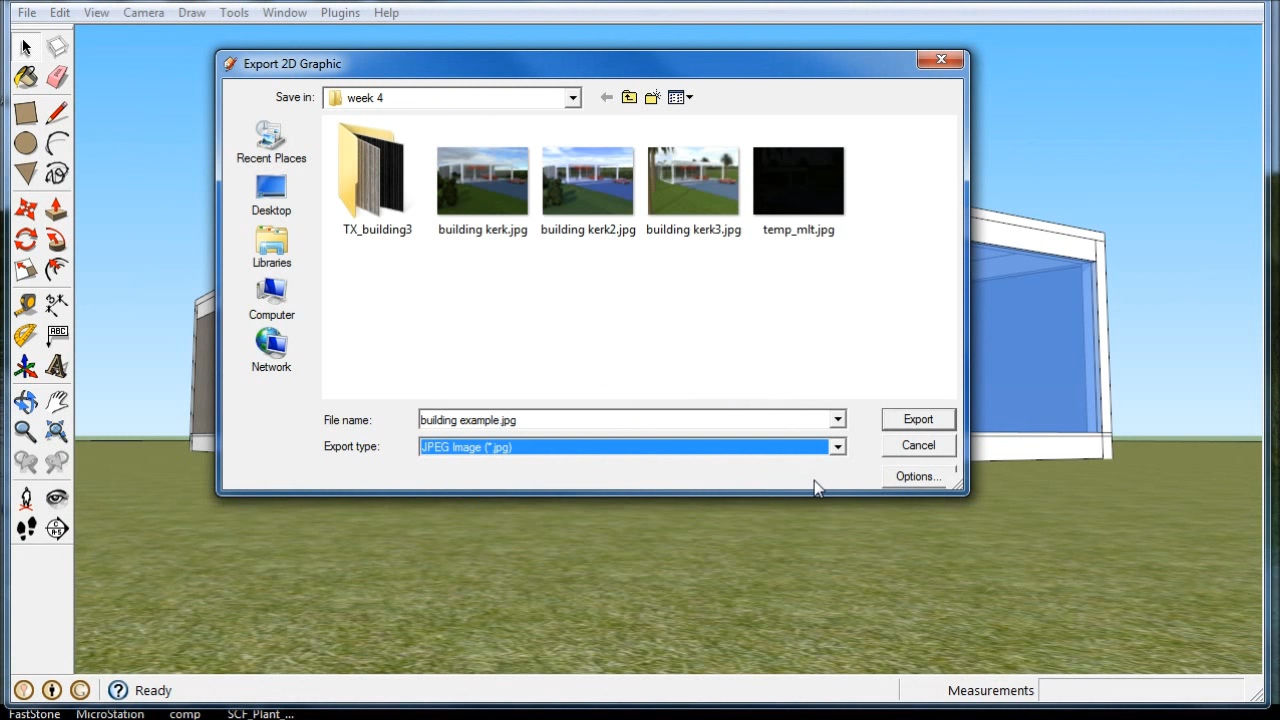 File Edit View Camera Draw Tools Window Plugins Help
Export 2D Graphic
Save in: week 4
Recent Places
Desktop
Libraries
Computer
Network
TX_building3 building kerk.jpg building kerk2.jpg building kerk3.jpg temp_mlt.jpg
File name: building example.jpg Export
Export type: JPEG Image (*.jpg) Cancel
Options...
ABC
Ready Measurements
FastStone MicroStation comp SCF_Plant_...